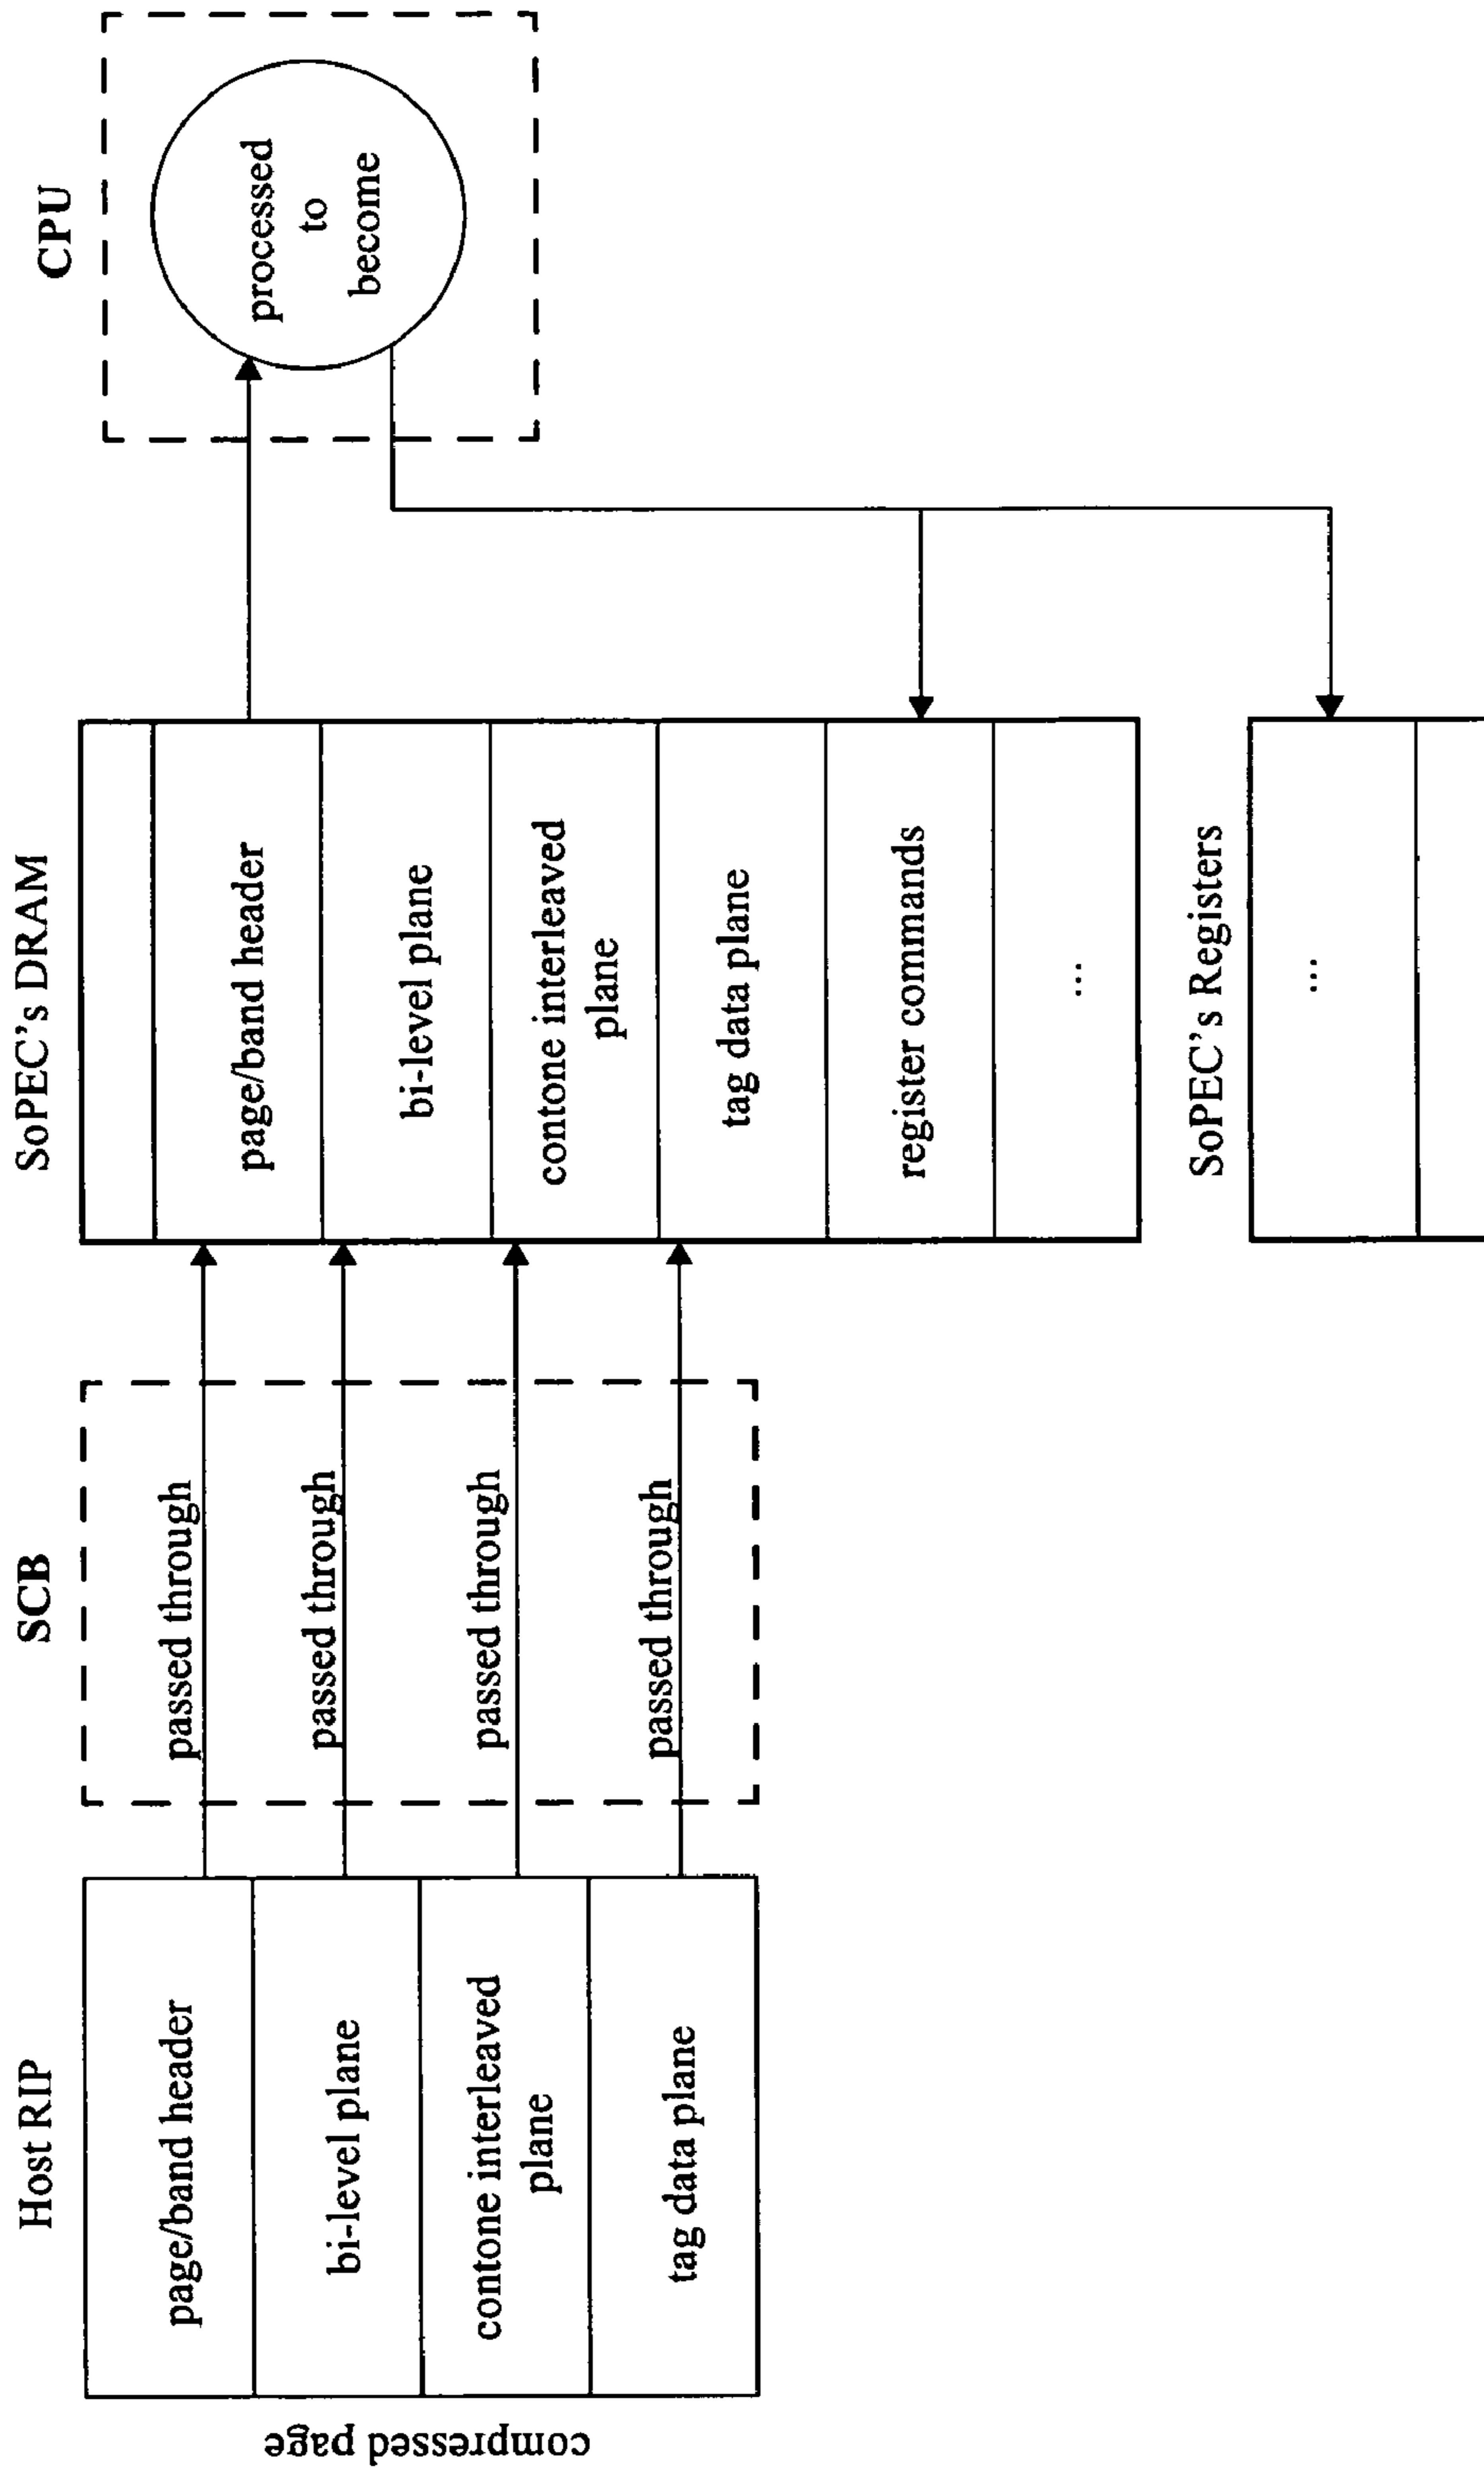 Host RIP
compressed page
page/band header
bi-level plane
contone interleaved
plane
tag data plane
SCB
passed through
passed through
passed through
passed through
SoPEC's DRAM
page/band header
bi-level plane
contone interleaved
plane
tag data plane
register commands
...
SoPEC's Registers
...
CPU
processed
to
become